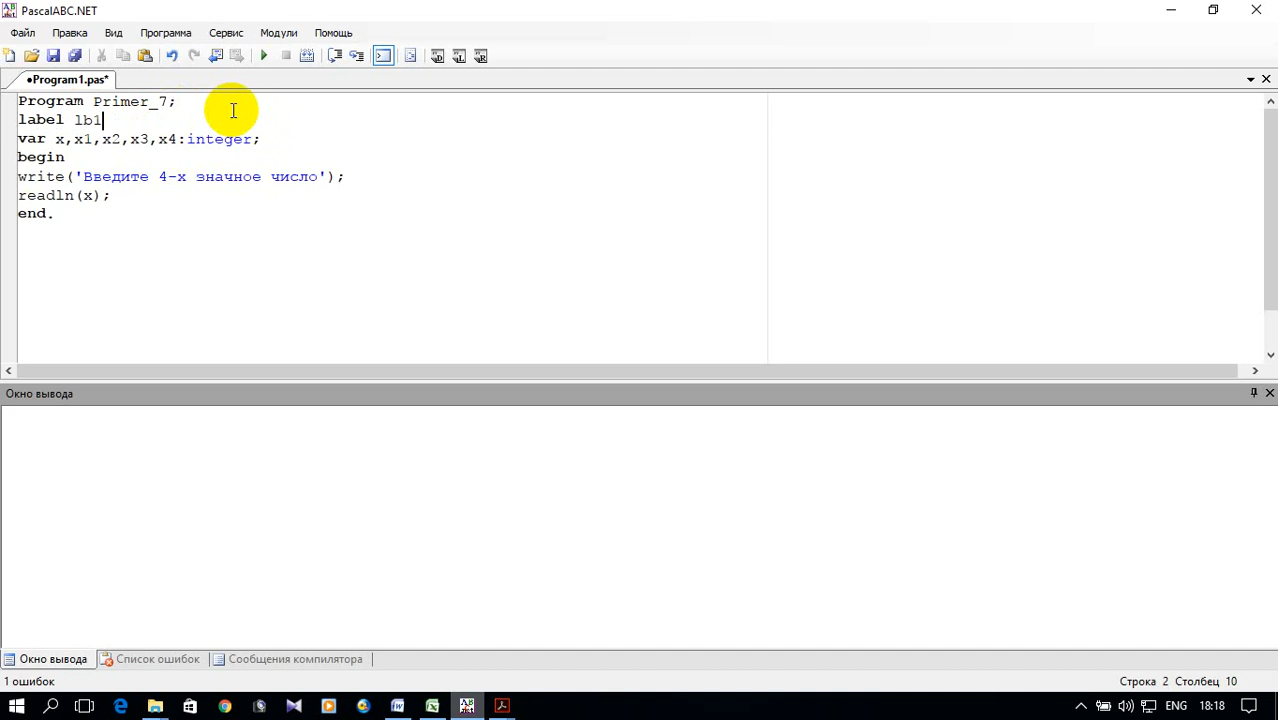 PascalABC.NET
Файл Правка Вид Программа Сервис Модули Помощь
•Program1.pas*
Program Primer_7;
label lb1
var x,x1,x2,x3,x4:integer;
begin
write('Введите 4-х значное число');
readln(x);
end.
Окно вывода
Окно вывода Список ошибок Сообщения компилятора
1 ошибок Строка 2 Столбец 10
ENG 18:18